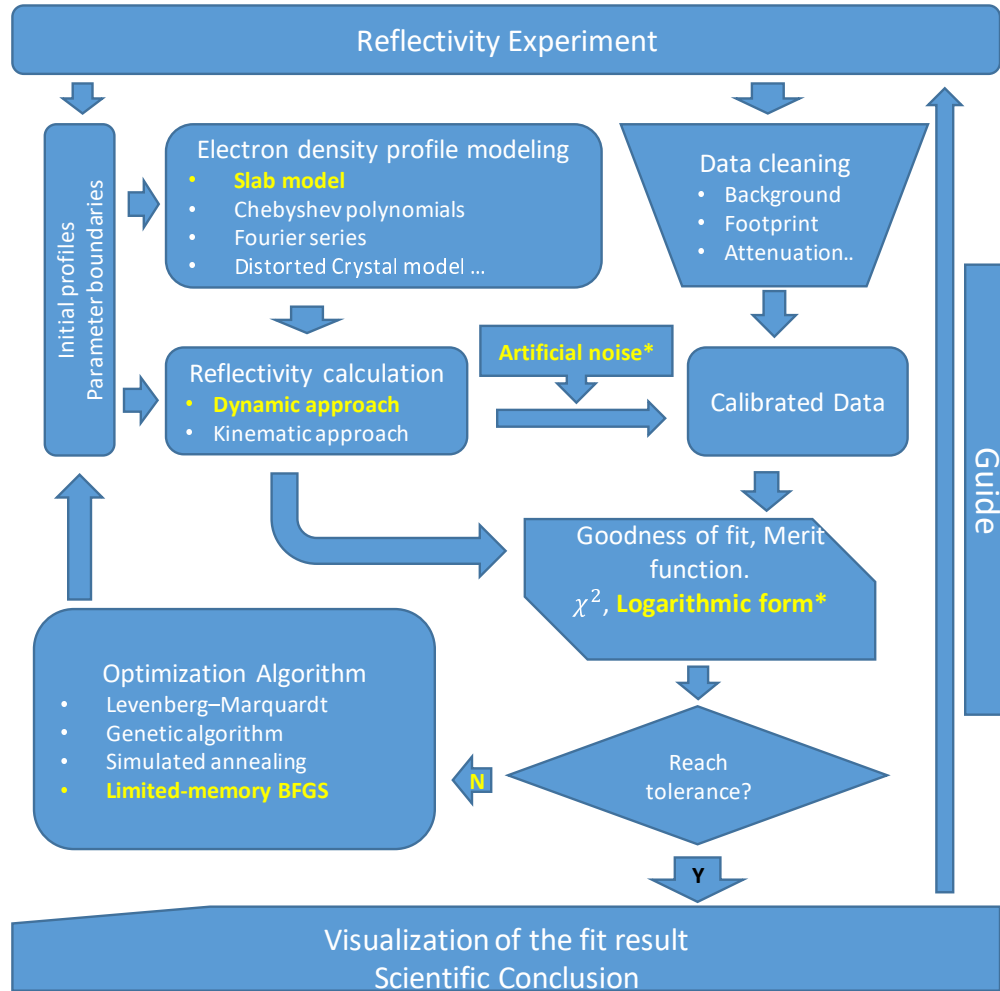 Reflectivity Experiment
Initial profiles
Parameter boundaries
Electron density profile modeling
• Slab model
• Chebyshev polynomials
• Fourier series
• Distorted Crystal model ...
Data cleaning
• Background
• Footprint
• Attenuation..
Artificial noise*
Reflectivity calculation
• Dynamic approach
• Kinematic approach
Calibrated Data
Guide
Goodness of fit, Merit
function.
χ², Logarithmic form*
Optimization Algorithm
• Levenberg–Marquardt
• Genetic algorithm
• Simulated annealing
• Limited-memory BFGS
N
Reach
tolerance?
Y
Visualization of the fit result
Scientific Conclusion